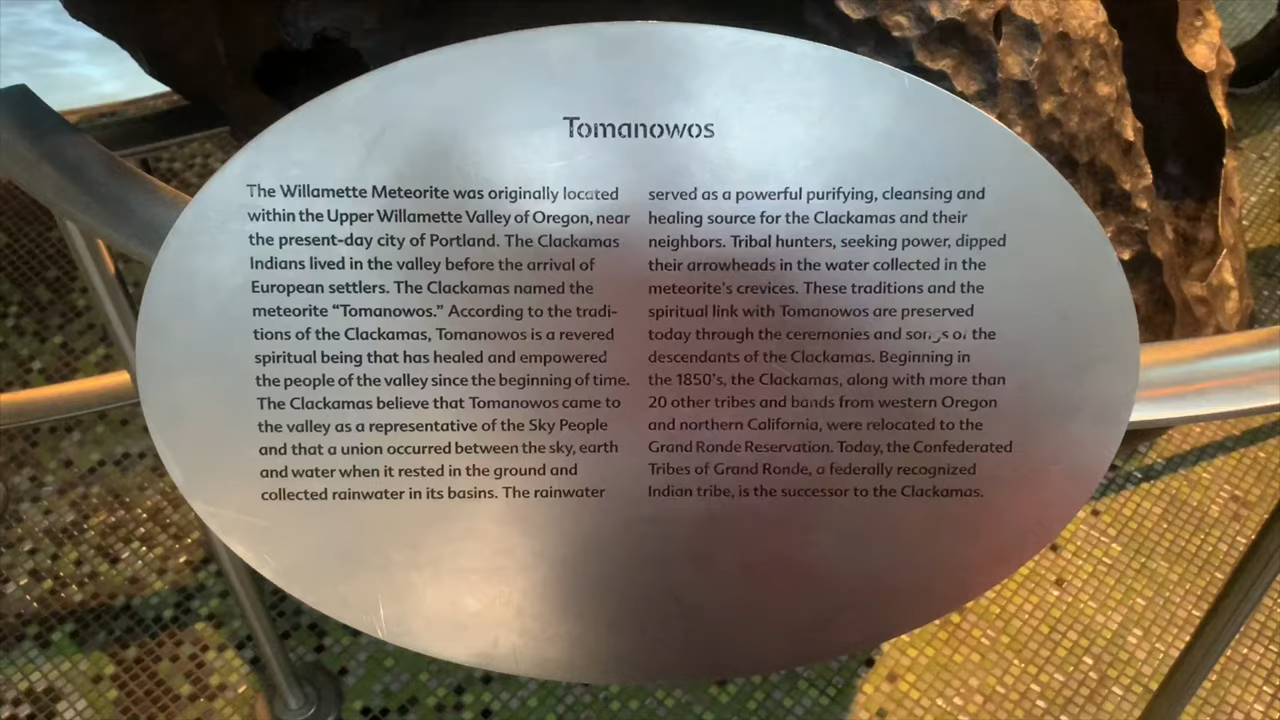 Tomanowos
The Willamette Meteorite was originally located
within the Upper Willamette Valley of Oregon, near
the present-day city of Portland. The Clackamas
Indians lived in the valley before the arrival of
European settlers. The Clackamas named the
meteorite “Tomanowos.” According to the tradi-
tions of the Clackamas, Tomanowos is a revered
spiritual being that has healed and empowered
the people of the valley since the beginning of time.
The Clackamas believe that Tomanowos came to
the valley as a representative of the Sky People
and that a union occurred between the sky, earth
and water when it rested in the ground and
collected rainwater in its basins. The rainwater
served as a powerful purifying, cleansing and
healing source for the Clackamas and their
neighbors. Tribal hunters, seeking power, dipped
their arrowheads in the water collected in the
meteorite's crevices. These traditions and the
spiritual link with Tomanowos are preserved
today through the ceremonies and songs of the
descendants of the Clackamas. Beginning in
the 1850's, the Clackamas, along with more than
20 other tribes and bands from western Oregon
and northern California, were relocated to the
Grand Ronde Reservation. Today, the Confederated
Tribes of Grand Ronde, a federally recognized
Indian tribe, is the successor to the Clackamas.